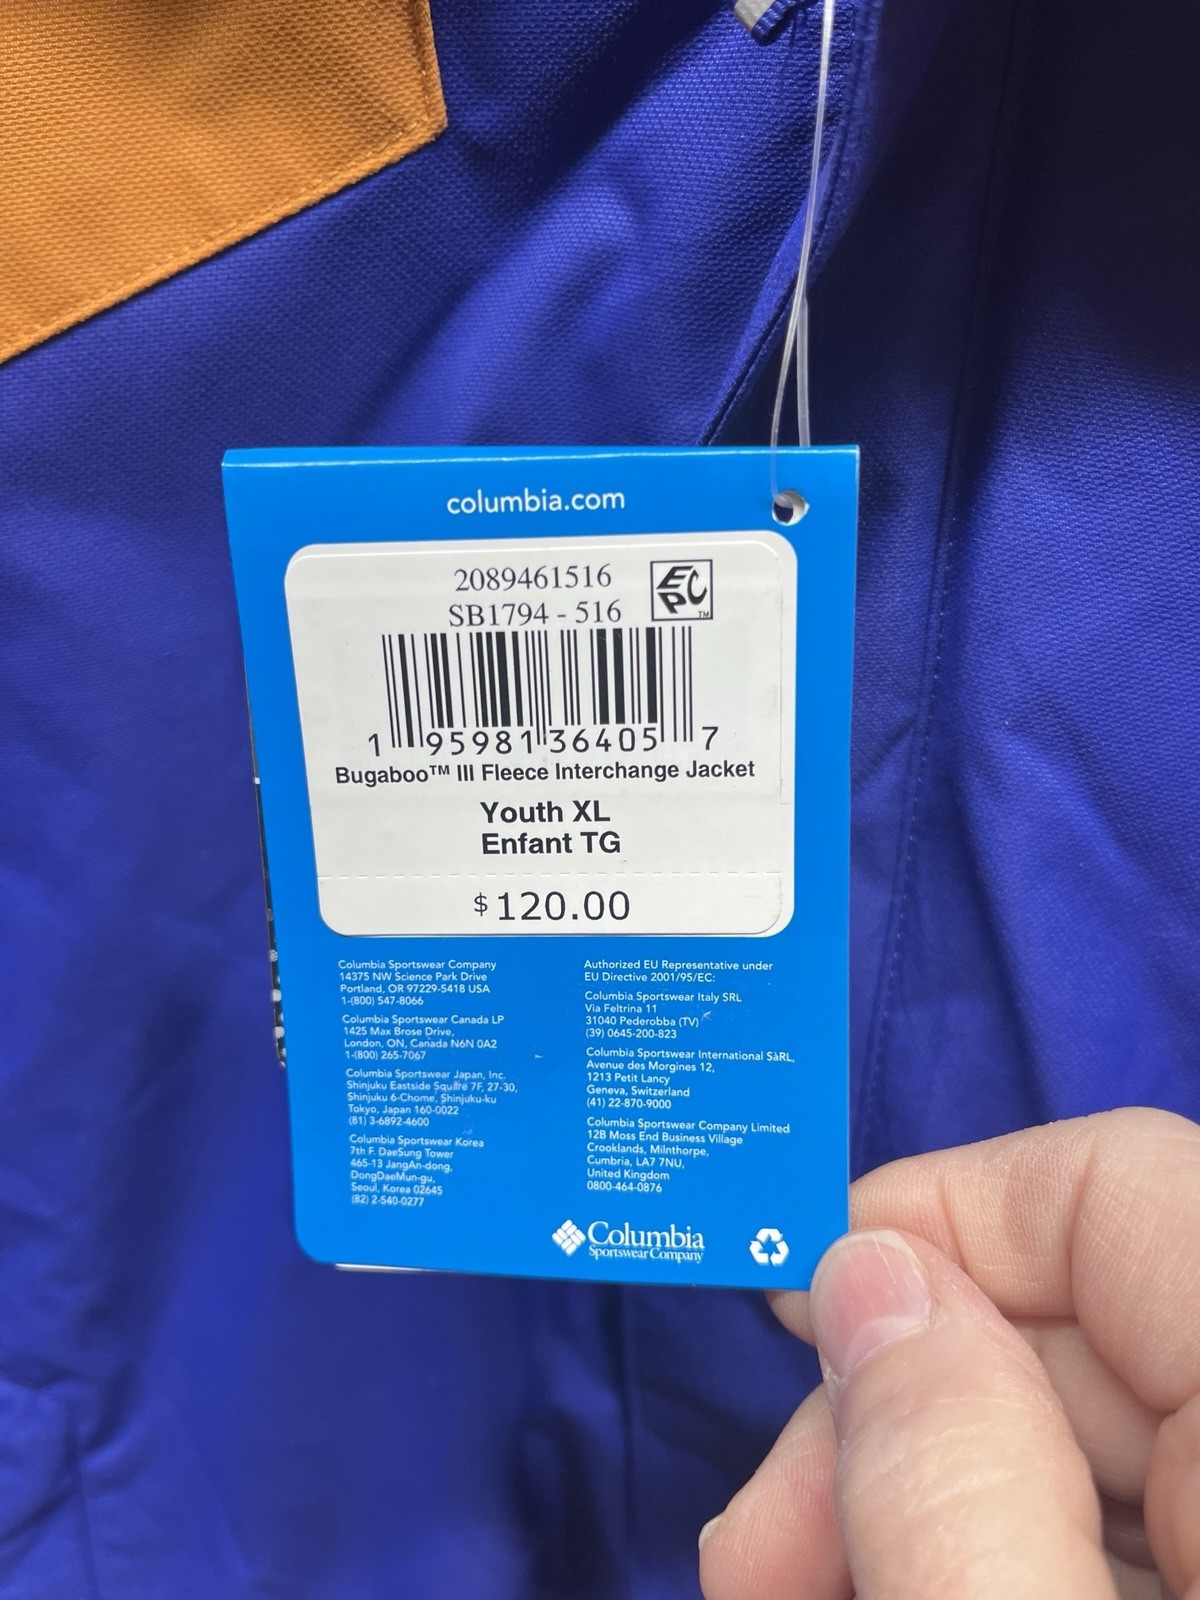 columbia.com
2089461516
SB1794 - 516
EPC™
1 95981 36405 7
Bugaboo™ III Fleece Interchange Jacket
Youth XL
Enfant TG
$120.00
Columbia Sportswear Company
14375 NW Science Park Drive
Portland, OR 97229-5418 USA
1-(800) 547-8066
Columbia Sportswear Canada LP
1425 Max Brose Drive,
London, ON, Canada N6N 0A2
1-(800) 265-7067
Columbia Sportswear Japan, Inc.
Shinjuku Eastside Square 7F, 27-30,
Shinjuku 6-Chome, Shinjuku-ku
Tokyo, Japan 160-0022
(81) 3-6892-4600
Columbia Sportswear Korea
7th F. DaeSung Tower
465-13 JangAn-dong,
DongDaeMun-gu,
Seoul, Korea 02645
(82) 2-540-0277
Authorized EU Representative under
EU Directive 2001/95/EC:
Columbia Sportswear Italy SRL
Via Feltrina 11
31040 Pederobba (TV)
(39) 0645-200-823
Columbia Sportswear International SàRL,
Avenue des Morgines 12,
1213 Petit Lancy
Geneva, Switzerland
(41) 22-870-9000
Columbia Sportswear Company Limited
12B Moss End Business Village
Crooklands, Milnthorpe,
Cumbria, LA7 7NU,
United Kingdom
0800-464-0876
Columbia
Sportswear Company